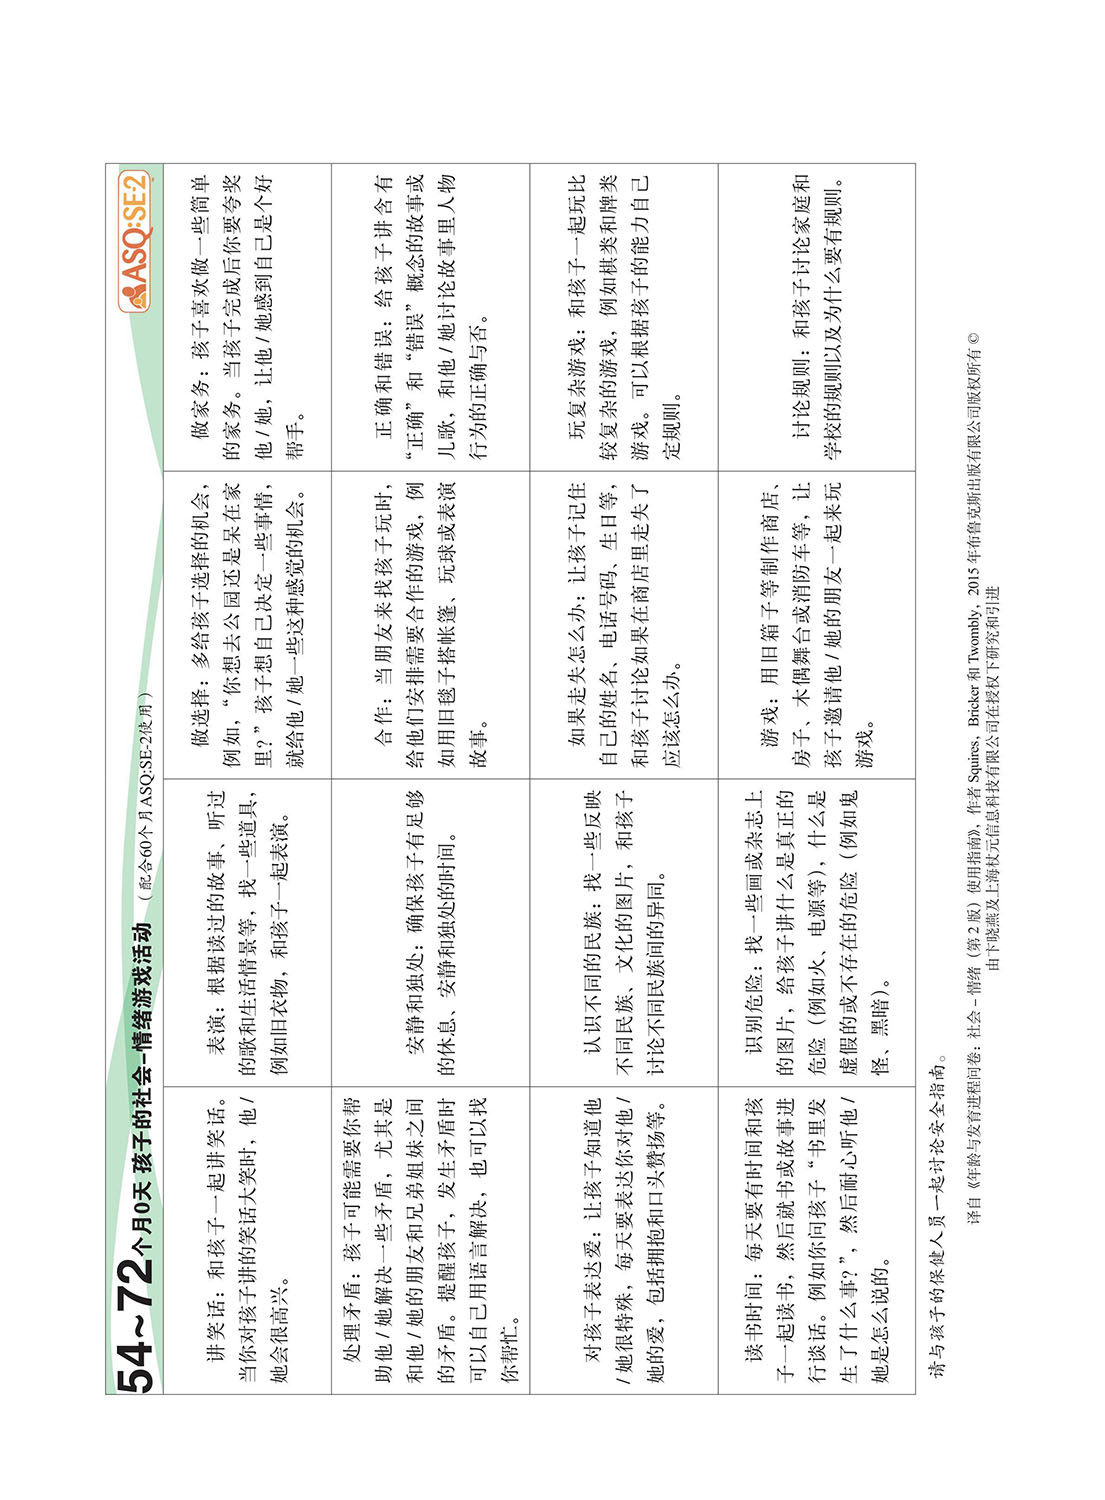 54~72个月0天 孩子的社会-情绪游戏活动 （配合60个月ASQ:SE-2使用）
ASQ:SE-2
讲笑话：和孩子一起讲笑话。
当你对孩子讲的笑话大笑时，他/
她会很高兴。
表演：根据读过的故事、听过
的歌和生活情景等，找一些道具，
例如旧衣物，和孩子一起表演。
做选择：多给孩子选择的机会，
例如，“你想去公园还是呆在家
里？”孩子想自己决定一些事情，
就给他/她一些这种感觉的机会。
做家务：孩子喜欢做一些简单
的家务。当孩子完成后你要夸奖
他/她，让他/她感到自己是个好
帮手。
处理矛盾：孩子可能需要你帮
助他/她解决一些矛盾，尤其是
和他/她的朋友和兄弟姐妹之间
的矛盾。提醒孩子，发生矛盾时
可以自己用语言解决，也可以找
你帮忙。
安静和独处：确保孩子有足够
的休息、安静和独处的时间。
合作：当朋友来找孩子玩时，
给他们安排需要合作的游戏，例
如用旧毯子搭帐篷、玩球或表演
故事。
正确和错误：给孩子讲含有
“正确”和“错误”概念的故事或
儿歌，和他/她讨论故事里人物
行为的正确与否。
对孩子表达爱：让孩子知道他
/她很特殊，每天要表达你对他/
她的爱，包括拥抱和口头赞扬等。
认识不同的民族：找一些反映
不同民族、文化的图片，和孩子
讨论不同民族间的异同。
如果走失怎么办：让孩子记住
自己的姓名、电话号码、生日等，
和孩子讨论如果在商店里走失了
应该怎么办。
玩复杂游戏：和孩子一起玩比
较复杂的游戏，例如棋类和牌类
游戏。可以根据孩子的能力自己
定规则。
读书时间：每天要有时间和孩
子一起读书，然后就书或故事进
行谈话。例如你问孩子“书里发
生了什么事？”，然后耐心听他/
她是怎么说的。
识别危险：找一些画或杂志上
的图片，给孩子讲什么是真正的
危险（例如火、电源等），什么是
虚假的或不存在的危险（例如鬼
怪、黑暗）。
游戏：用旧箱子等制作商店、
房子、木偶舞台或消防车等，让
孩子邀请他/她的朋友一起来玩
游戏。
讨论规则：和孩子讨论家庭和
学校的规则以及为什么要有规则。
请与孩子的保健人员一起讨论安全指南。
译自《年龄与发育进程问卷：社会－情绪（第2版）使用指南》，作者 Squires，Bricker 和 Twombly，2015年布鲁克斯出版有限公司版权所有©
由卞晓燕及上海杖元信息科技有限公司在授权下研究和引进